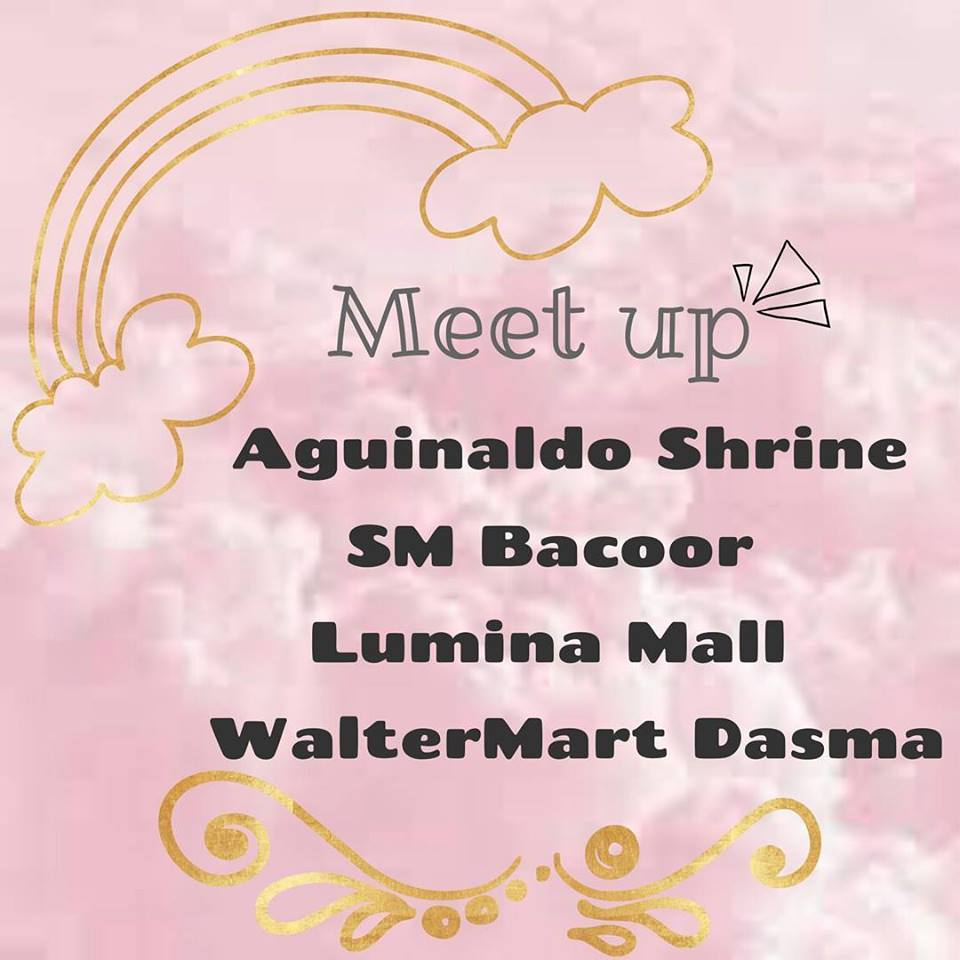 Meet up
Aguinaldo Shrine
SM Bacoor
Lumina Mall
WalterMart Dasma